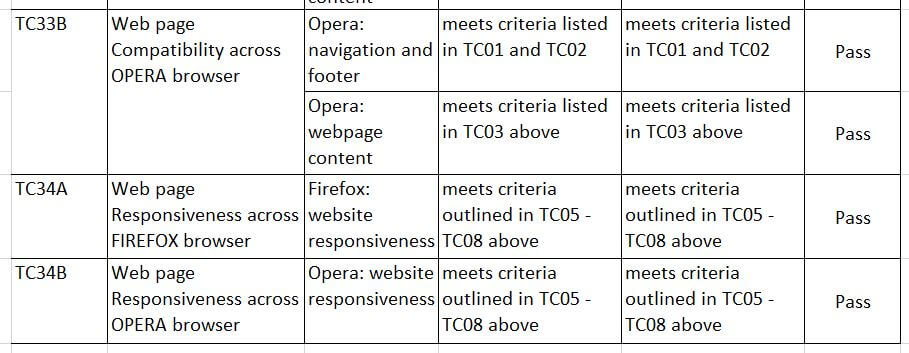 content
TC33B
Web page
Compatibility across
OPERA browser
Opera:
navigation and
footer
meets criteria listed
in TC01 and TC02
meets criteria listed
in TC01 and TC02
Pass
Opera:
webpage
content
meets criteria listed
in TC03 above
meets criteria listed
in TC03 above
Pass
TC34A
Web page
Responsiveness across
FIREFOX browser
Firefox:
website
responsiveness
meets criteria
outlined in TC05 -
TC08 above
meets criteria
outlined in TC05 -
TC08 above
Pass
TC34B
Web page
Responsiveness across
OPERA browser
Opera: website
responsiveness
meets criteria
outlined in TC05 -
TC08 above
meets criteria
outlined in TC05 -
TC08 above
Pass